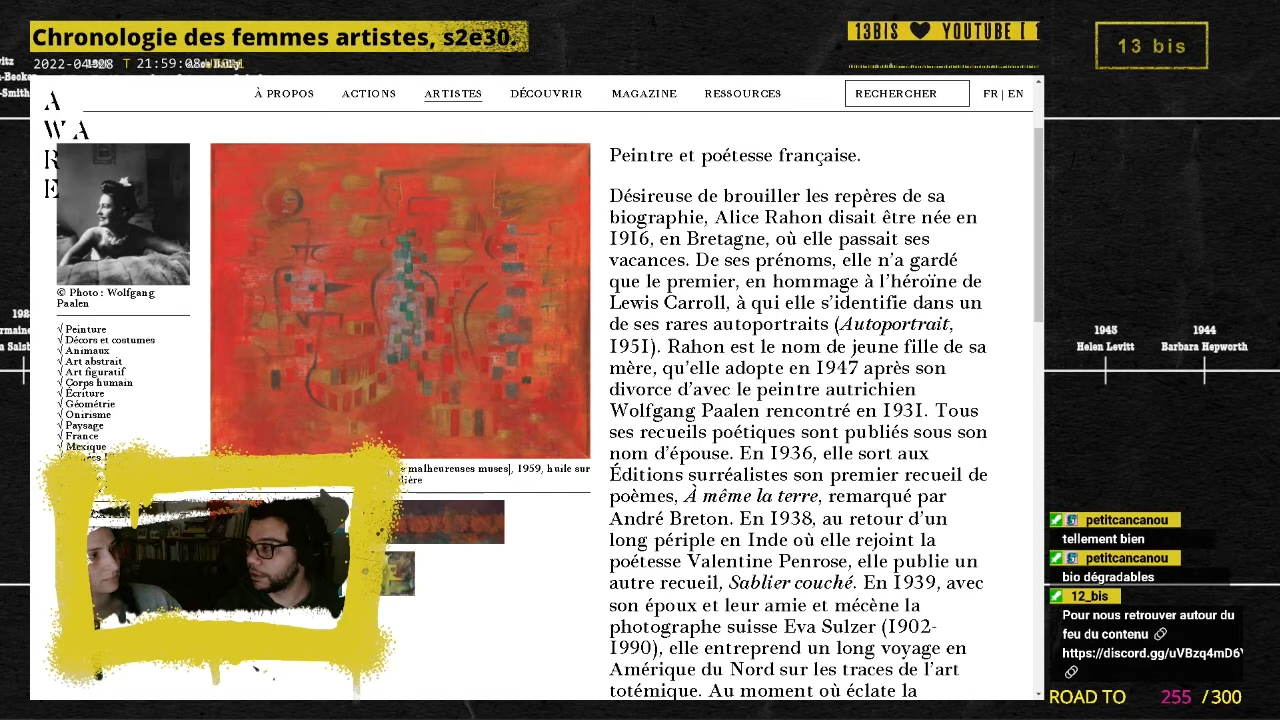 Chronologie des femmes artistes, s2e30.
13BIS YOUTUBE [
13 bis
T 21:59:08
-Smith
À PROPOS
ACTIONS
ARTISTES
DÉCOUVRIR
MAGAZINE
RESSOURCES
RECHERCHER
FR | EN
A
W A
R
E
© Photo : Wolfgang
Paalen
√ Peinture
√ Décors et costumes
√ Animaux
√ Art abstrait
√ Art figuratif
√ Corps humain
√ Écriture
√ Géométrie
√ Onirisme
√ Paysage
√ France
√ Mexique
malheureuses muses], 1959, huile sur
Peintre et poétesse française.
Désireuse de brouiller les repères de sa
biographie, Alice Rahon disait être née en
1916, en Bretagne, où elle passait ses
vacances. De ses prénoms, elle n’a gardé
que le premier, en hommage à l’héroïne de
Lewis Carroll, à qui elle s’identifie dans un
de ses rares autoportraits (Autoportrait,
1951). Rahon est le nom de jeune fille de sa
mère, qu’elle adopte en 1947 après son
divorce d’avec le peintre autrichien
Wolfgang Paalen rencontré en 1931. Tous
ses recueils poétiques sont publiés sous son
nom d’épouse. En 1936, elle sort aux
Éditions surréalistes son premier recueil de
poèmes, À même la terre, remarqué par
André Breton. En 1938, au retour d’un
long périple en Inde où elle rejoint la
poétesse Valentine Penrose, elle publie un
autre recueil, Sablier couché. En 1939, avec
son époux et leur amie et mécène la
photographe suisse Eva Sulzer (1902-
1990), elle entreprend un long voyage en
Amérique du Nord sur les traces de l’art
totémique. Au moment où éclate la
1943
Helen Levitt
1944
Barbara Hepworth
petitcancanou
tellement bien
petitcancanou
bio dégradables
12_bis
Pour nous retrouver autour du
feu du contenu
https://discord.gg/uVBzq4mD6
ROAD TO 255 / 300